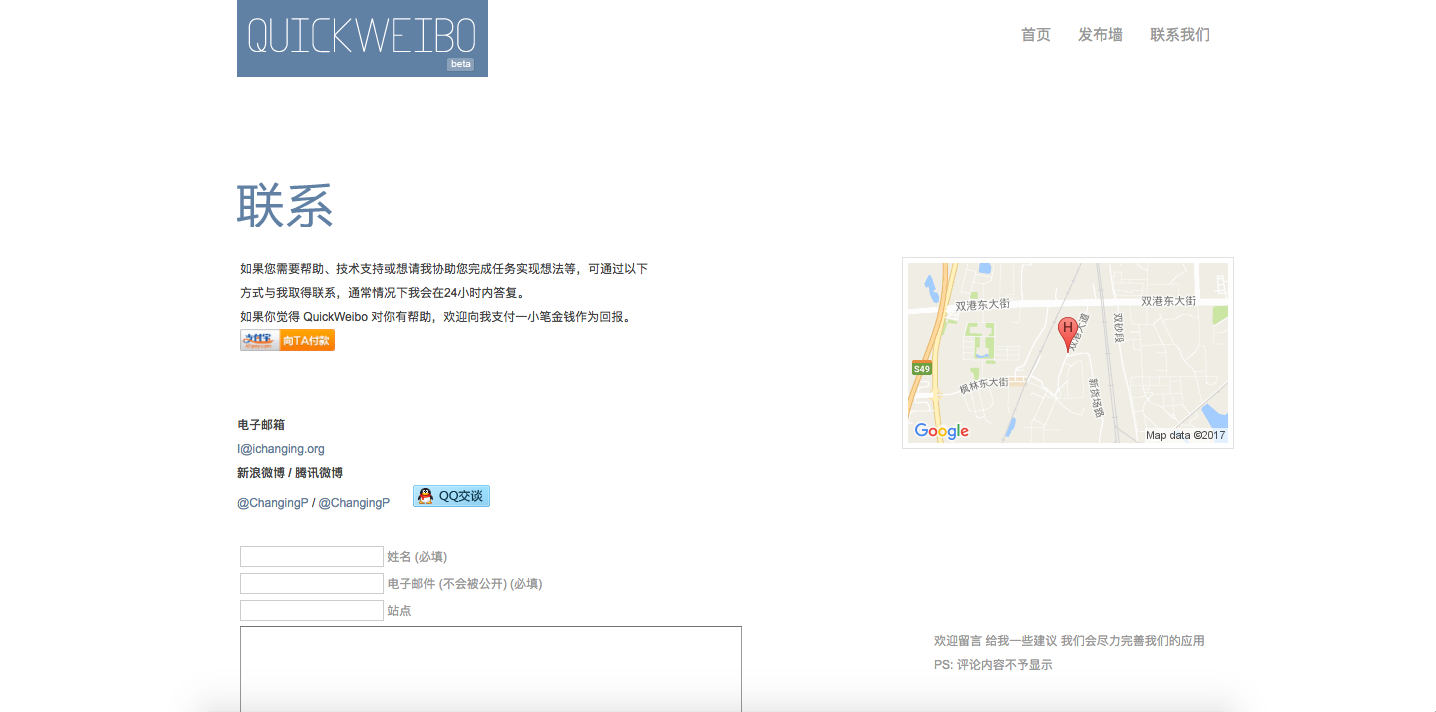 QUICKWEIBO
beta
首页 发布墙 联系我们
联系
如果您需要帮助、技术支持或想请我协助您完成任务实现想法等，可通过以下
方式与我取得联系，通常情况下我会在24小时内答复。
如果你觉得 QuickWeibo 对你有帮助，欢迎向我支付一小笔金钱作为回报。
支付宝 向TA付款
双港东大街 双港东大街
双港大道
双砂段
S49
枫林东大街
新货场路
H
Google
Map data ©2017
电子邮箱
I@ichanging.org
新浪微博 / 腾讯微博
@ChangingP / @ChangingP QQ交谈
姓名 (必填)
电子邮件 (不会被公开) (必填)
站点
欢迎留言 给我一些建议 我们会尽力完善我们的应用
PS: 评论内容不予显示